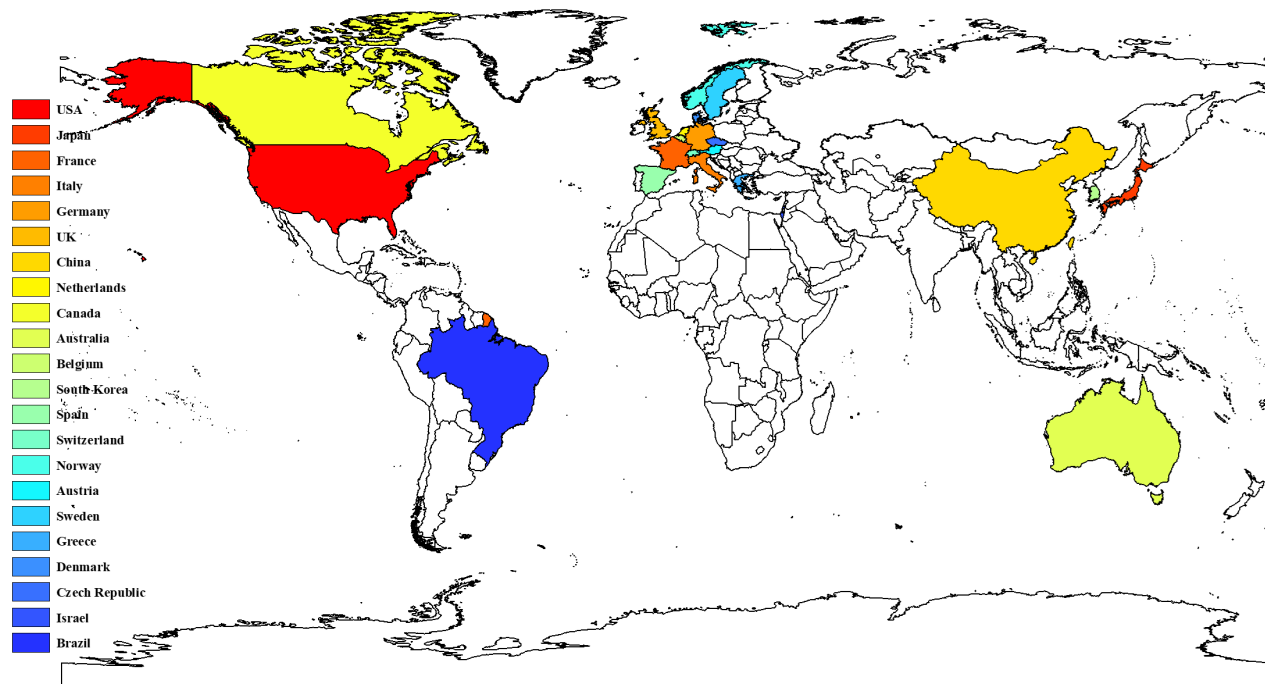 USA
Japan
France
Italy
Germany
UK
China
Netherlands
Canada
Australia
Belgium
South Korea
Spain
Switzerland
Norway
Austria
Sweden
Greece
Denmark
Czech Republic
Israel
Brazil